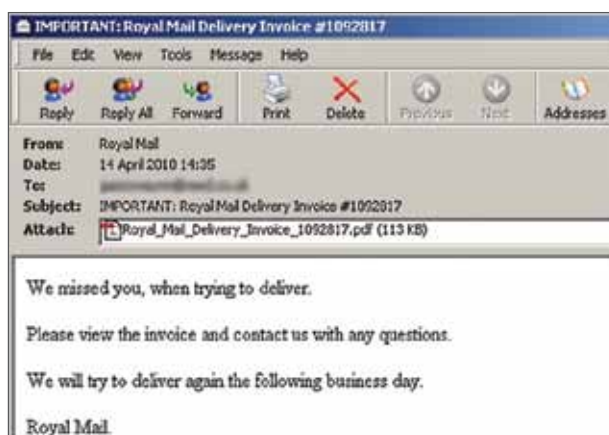 IMPORTANT: Royal Mail Delivery Invoice #1092817
File Edit View Tools Message Help
Reply Reply All Forward Print Delete Previous Next Addresses
From: Royal Mail
Date: 14 April 2010 14:35
To:
Subject: IMPORTANT: Royal Mail Delivery Invoice #1092817
Attach: Royal_Mail_Delivery_Invoice_1092817.pdf (113 KB)
We missed you, when trying to deliver.
Please view the invoice and contact us with any questions.
We will try to deliver again the following business day.
Royal Mail.